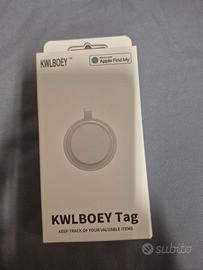 KWLBOEY
Works with
Apple Find My
KWLBOEY Tag
KEEP TRACK OF YOUR VALUABLE ITEMS
subito